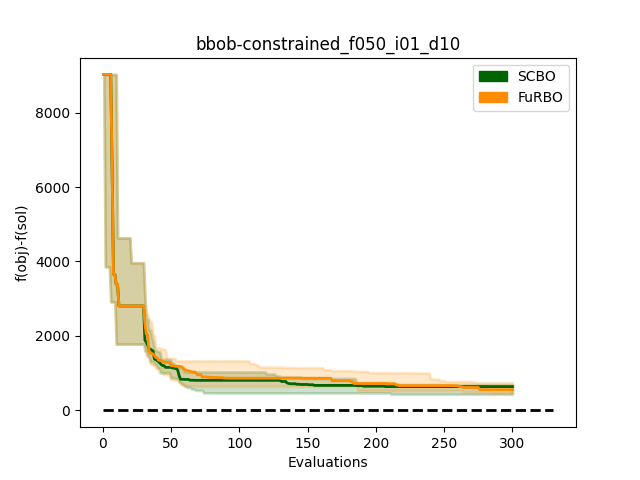 bbob-constrained_f050_i01_d10
SCBO
FuRBO
f(obj)-f(sol)
8000
6000
4000
2000
0
0 50 100 150 200 250 300
Evaluations